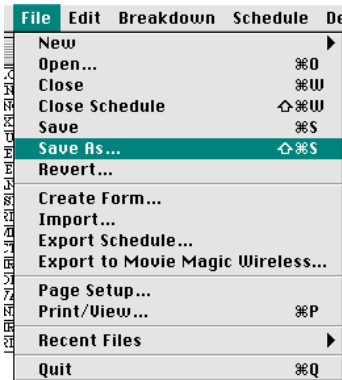 File Edit Breakdown Schedule De
New
Open... ⌘O
Close ⌘W
Close Schedule ⇧⌘W
Save ⌘S
Save As... ⇧⌘S
Revert...
Create Form...
Import...
Export Schedule...
Export to Movie Magic Wireless...
Page Setup...
Print/View... ⌘P
Recent Files
Quit ⌘Q